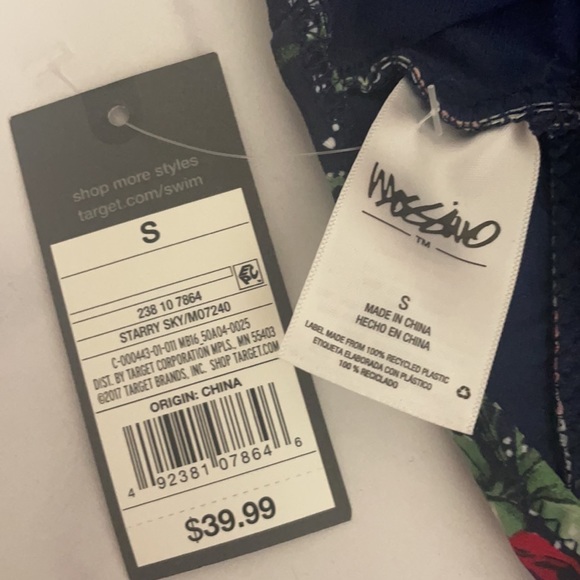 shop more styles
target.com/swim
S
238 10 7864
STARRY SKY/MO7240
C-000443-01-011 MB16_50A04-0025
DIST. BY TARGET CORPORATION MPLS., MN 55403
©2017 TARGET BRANDS, INC. SHOP TARGET.COM
ORIGIN: CHINA
4 92381 07864 6
$39.99
Mossimo
TM
S
MADE IN CHINA
HECHO EN CHINA
LABEL MADE FROM 100% RECYCLED PLASTIC
ETIQUETA ELABORADA CON PLÁSTICO
100 % RECICLADO